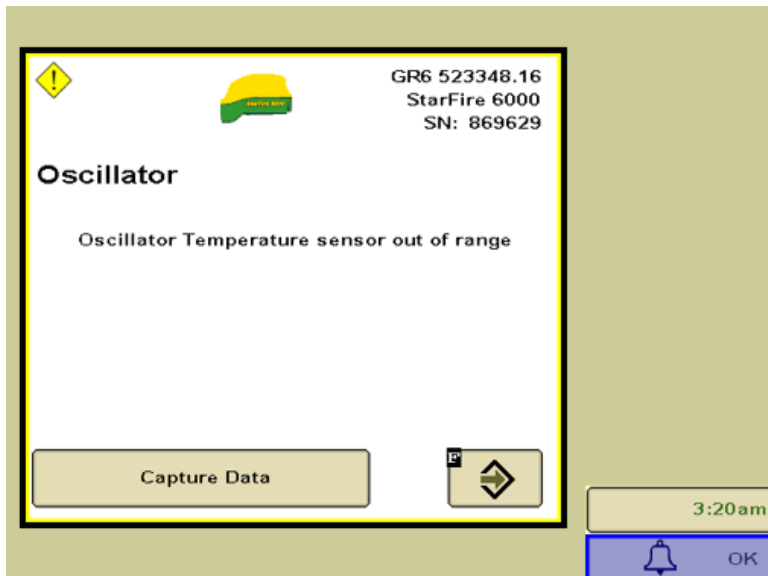 GR6 523348.16
StarFire 6000
SN: 869629
Oscillator
Oscillator Temperature sensor out of range
Capture Data
F
3:20am
OK